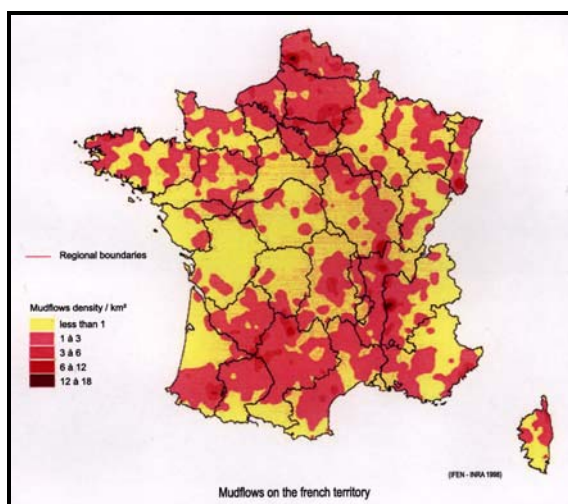 Regional boundaries
Mudflows density / km²
less than 1
1 à 3
3 à 6
6 à 12
12 à 18
(IFEN - INRA 1998)
Mudflows on the french territory